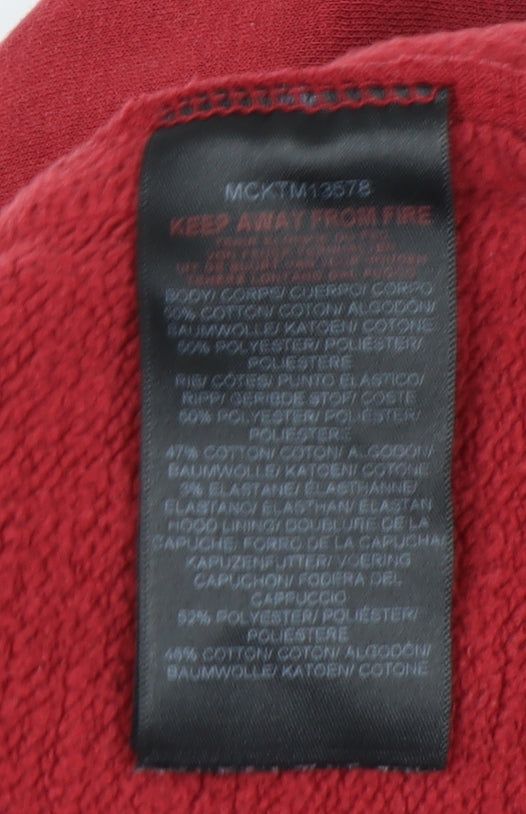 MCKTM13578
KEEP AWAY FROM FIRE
BODY/ CORPS/ CUERPO/ CORPO
50% COTTON/ COTON/ ALGODÓN/
BAUMWOLLE/ KATOEN/ COTONE
50% POLYESTER/ POLIÉSTER/
POLIESTERE
RIB/ CÔTES/ PUNTO ELASTICO/
RIPP/ GERIBDE STOF/ COSTE
50% POLYESTER/ POLIÉSTER/
POLIESTERE
47% COTTON/ COTON/ ALGODÓN/
BAUMWOLLE/ KATOEN/ COTONE
3% ELASTANE/ ÉLASTHANNE/
ELASTANO/ ELASTHAN/ ELASTAN
HOOD LINING/ DOUBLURE DE LA
CAPUCHE/ FORRO DE LA CAPUCHA/
KAPUZENFUTTER/ VOERING
CAPUCHON/ FODERA DEL
CAPPUCCIO
52% POLYESTER/ POLIÉSTER/
POLIESTERE
48% COTTON/ COTON/ ALGODÓN/
BAUMWOLLE/ KATOEN/ COTONE